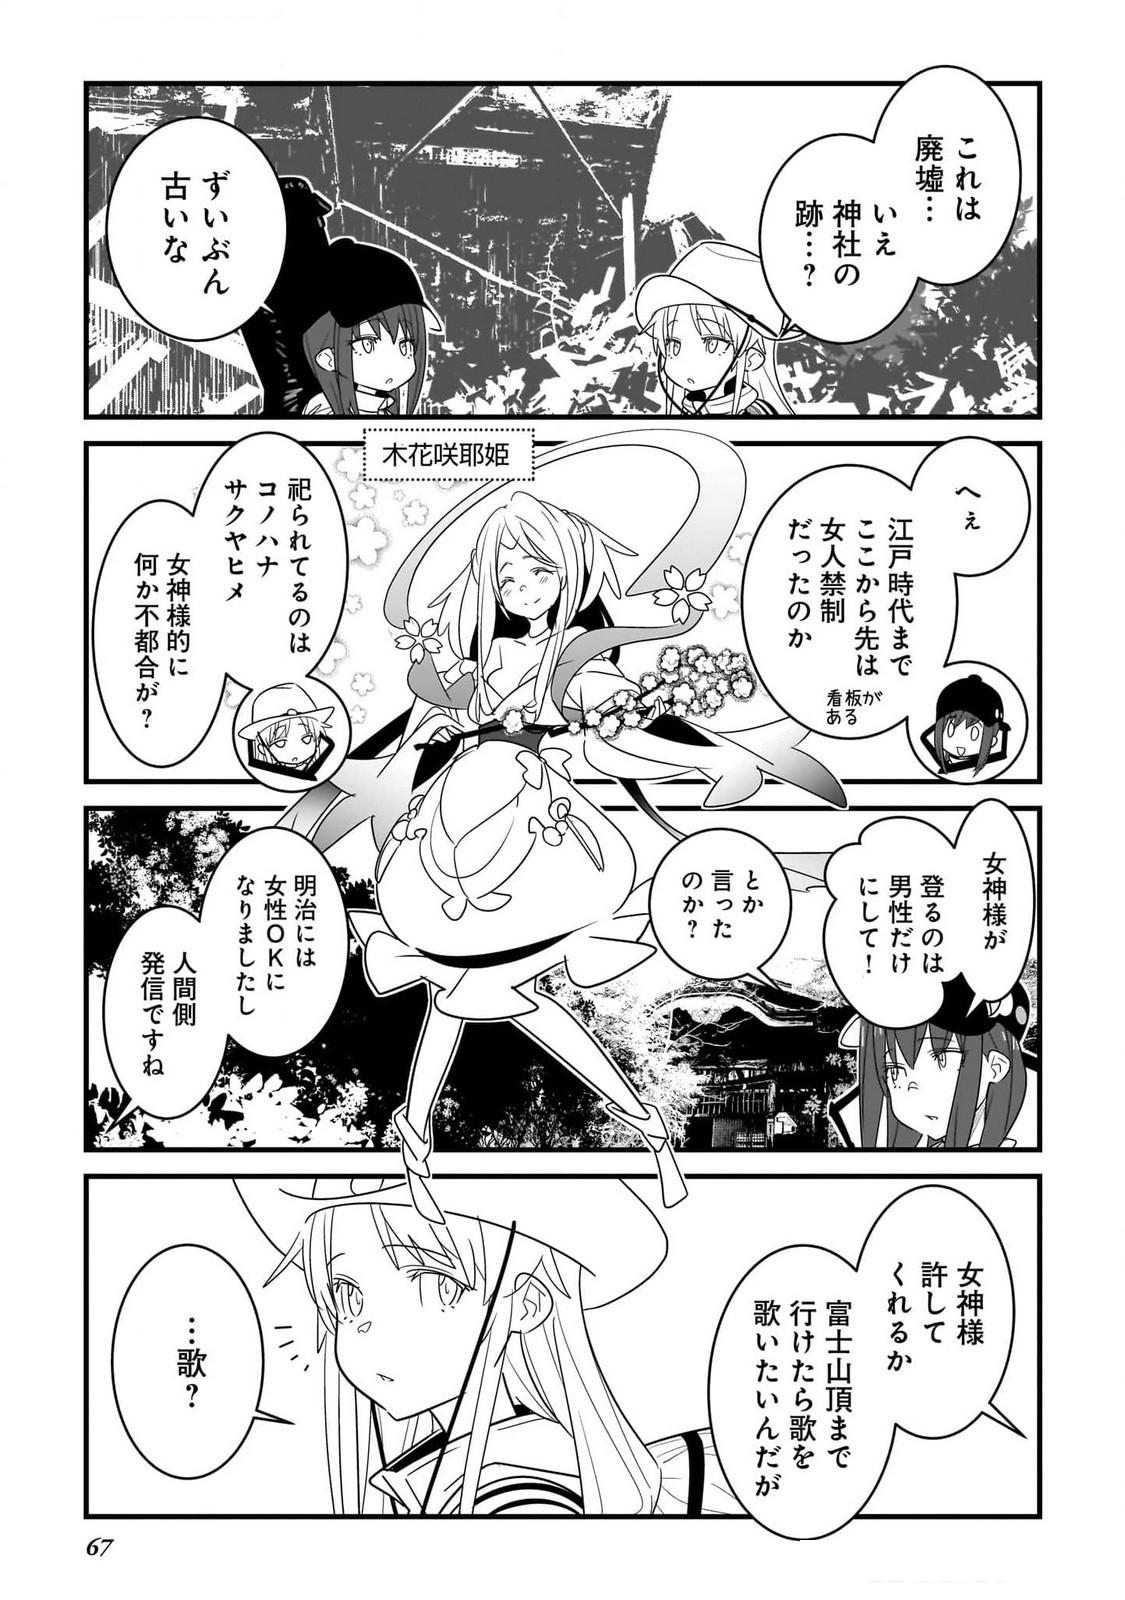 これは
廃墟…
いえ
神社の
跡…？
ずいぶん
古いな
へぇ
江戸時代まで
ここから先は
女人禁制
だったのか
看板が
ある
木花咲耶姫
祀られてるのは
コノハナ
サクヤヒメ
女神様的に
何か不都合が？
女神様が
登るのは
男性だけ
にして！
とか
言った
のか？
明治には
女性ＯＫに
なりましたし
人間側
発信ですね
女神様
許して
くれるか
富士山頂まで
行けたら歌を
歌いたいんだが
…歌？
67